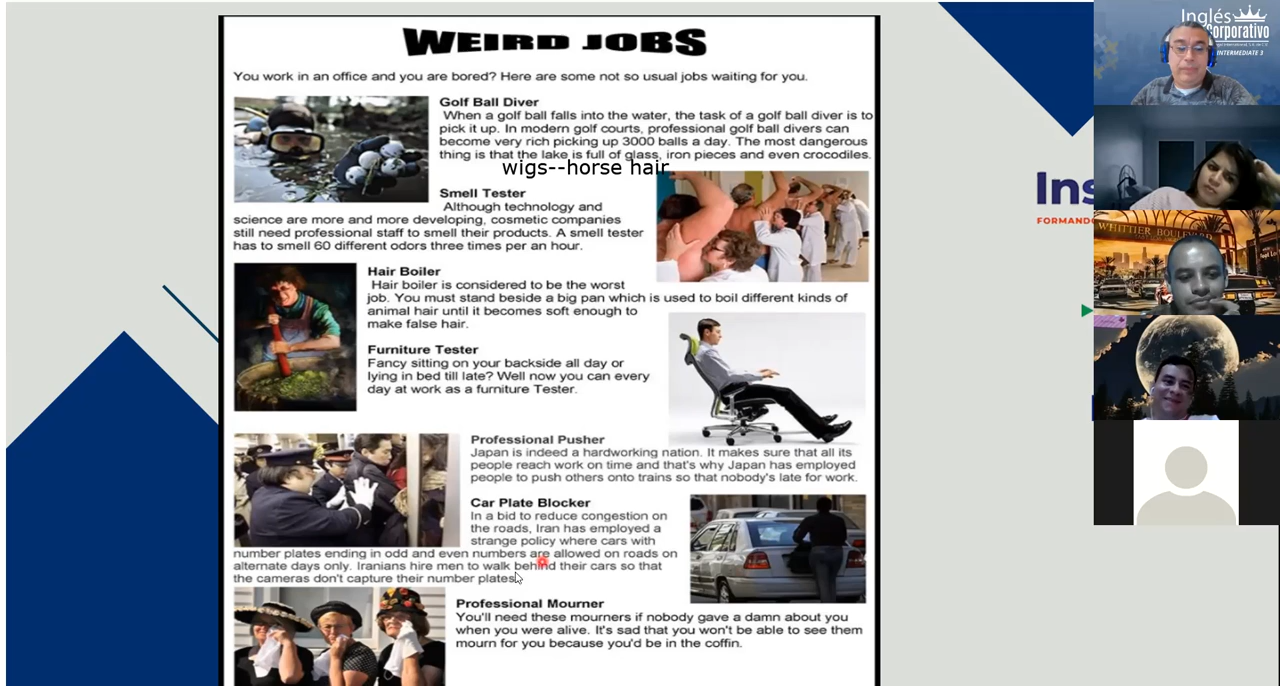 WEIRD JOBS
You work in an office and you are bored? Here are some not so usual jobs waiting for you.
Golf Ball Diver
When a golf ball falls into the water, the task of a golf ball diver is to
pick it up. In modern golf courts, professional golf ball divers can
become very rich picking up 3000 balls a day. The most dangerous
thing is that the lake is full of glass, iron pieces and even crocodiles.
wigs--horse hair
Smell Tester
Although technology and
science are more and more developing, cosmetic companies
still need professional staff to smell their products. A smell tester
has to smell 60 different odors three times per an hour.
Hair Boiler
Hair boiler is considered to be the worst
job. You must stand beside a big pan which is used to boil different kinds of
animal hair until it becomes soft enough to
make false hair.
Furniture Tester
Fancy sitting on your backside all day or
lying in bed till late? Well now you can every
day at work as a furniture Tester.
Professional Pusher
Japan is indeed a hardworking nation. It makes sure that all its
people reach work on time and that's why Japan has employed
people to push others onto trains so that nobody's late for work.
Car Plate Blocker
In a bid to reduce congestion on
the roads, Iran has employed a
strange policy where cars with
number plates ending in odd and even numbers are allowed on roads on
alternate days only. Iranians hire men to walk behind their cars so that
the cameras don't capture their number plates.
Professional Mourner
You'll need these mourners if nobody gave a damn about you
when you were alive. It's sad that you won't be able to see them
mourn for you because you'd be in the coffin.
Ins
FORMAND
Inglés
Corporativo
INTERMEDIATE 3
WHITTIER BOULEVARD